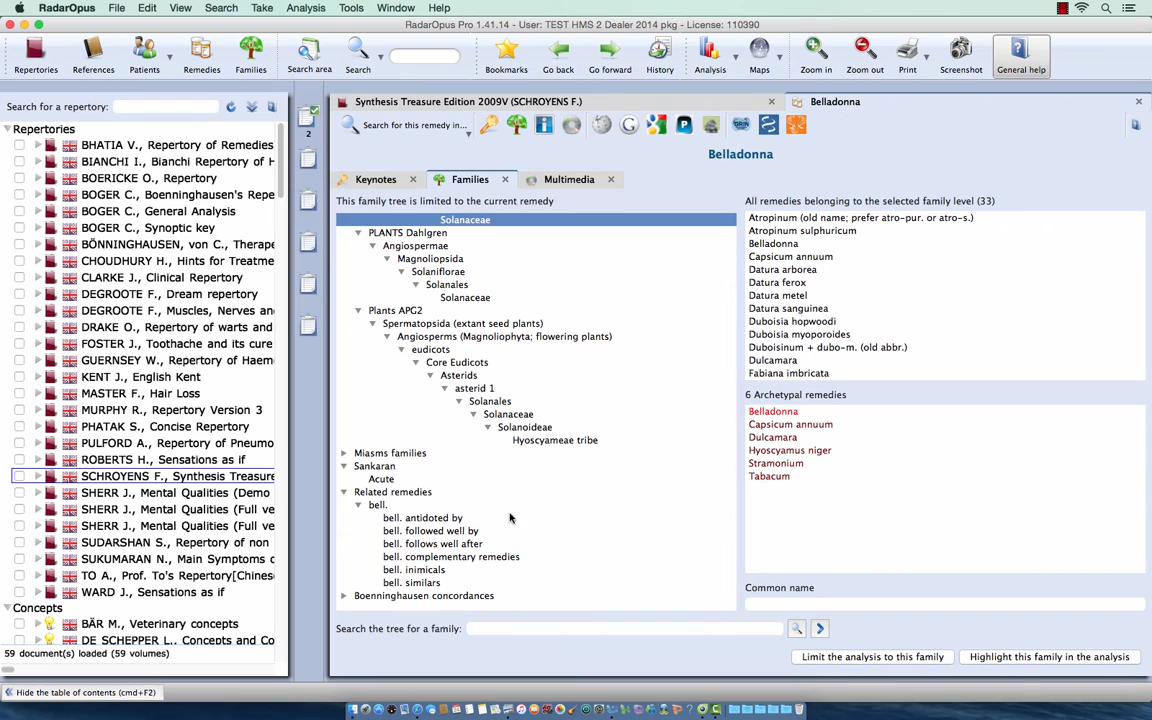 RadarOpus File Edit View Search Take Analysis Tools Window Help
RadarOpus Pro 1.41.14 - User: TEST HMS 2 Dealer 2014 pkg - License: 110390
Repertories References Patients Remedies Families Search area Search Bookmarks Go back Go forward History Analysis Maps Zoom in Zoom out Print Screenshot General help
Search for a repertory:
Repertories
BHATIA V., Repertory of Remedies
BIANCHI I., Bianchi Repertory of H
BOERICKE O., Repertory
BOGER C., Boenninghausen's Repe
BOGER C., General Analysis
BOGER C., Synoptic key
BÖNNINGHAUSEN, von C., Therape
CHOUDHURY H., Hints for Treatme
CLARKE J., Clinical Repertory
DEGROOTE F., Dream repertory
DEGROOTE F., Muscles, Nerves an
DRAKE O., Repertory of warts and
FOSTER J., Toothache and its cure
GUERNSEY W., Repertory of Haem
KENT J., English Kent
MASTER F., Hair Loss
MURPHY R., Repertory Version 3
PHATAK S., Concise Repertory
PULFORD A., Repertory of Pneumo
ROBERTS H., Sensations as if
SCHROYENS F., Synthesis Treasure
SHERR J., Mental Qualities (Demo
SHERR J., Mental Qualities (Full ve
SHERR J., Mental Qualities (Full ve
SUDARSHAN S., Repertory of non
SUKUMARAN N., Main Symptoms o
TO A., Prof. To's Repertory[Chines
WARD J., Sensations as if
Concepts
BÄR M., Veterinary concepts
DE SCHEPPER L., Concepts and Co
59 document(s) loaded (59 volumes)
Hide the table of contents (cmd+F2)
2
Synthesis Treasure Edition 2009V (SCHROYENS F.)
Belladonna
Search for this remedy in...
Belladonna
Keynotes Families Multimedia
This family tree is limited to the current remedy
Solanaceae
PLANTS Dahlgren
Angiospermae
Magnoliopsida
Solaniflorae
Solanales
Solanaceae
Plants APG2
Spermatopsida (extant seed plants)
Angiosperms (Magnoliophyta; flowering plants)
eudicots
Core Eudicots
Asterids
asterid 1
Solanales
Solanaceae
Solanoideae
Hyoscyameae tribe
Miasms families
Sankaran
Acute
Related remedies
bell.
bell. antidoted by
bell. followed well by
bell. follows well after
bell. complementary remedies
bell. inimicals
bell. similars
Boenninghausen concordances
Search the tree for a family:
All remedies belonging to the selected family level (33)
Atropinum (old name; prefer atro-pur. or atro-s.)
Atropinum sulphuricum
Belladonna
Capsicum annuum
Datura arborea
Datura ferox
Datura metel
Datura sanguinea
Duboisia hopwoodi
Duboisia myoporoides
Duboisinum + dubo-m. (old abbr.)
Dulcamara
Fabiana imbricata
6 Archetypal remedies
Belladonna
Capsicum annuum
Dulcamara
Hyoscyamus niger
Stramonium
Tabacum
Common name
Limit the analysis to this family
Highlight this family in the analysis